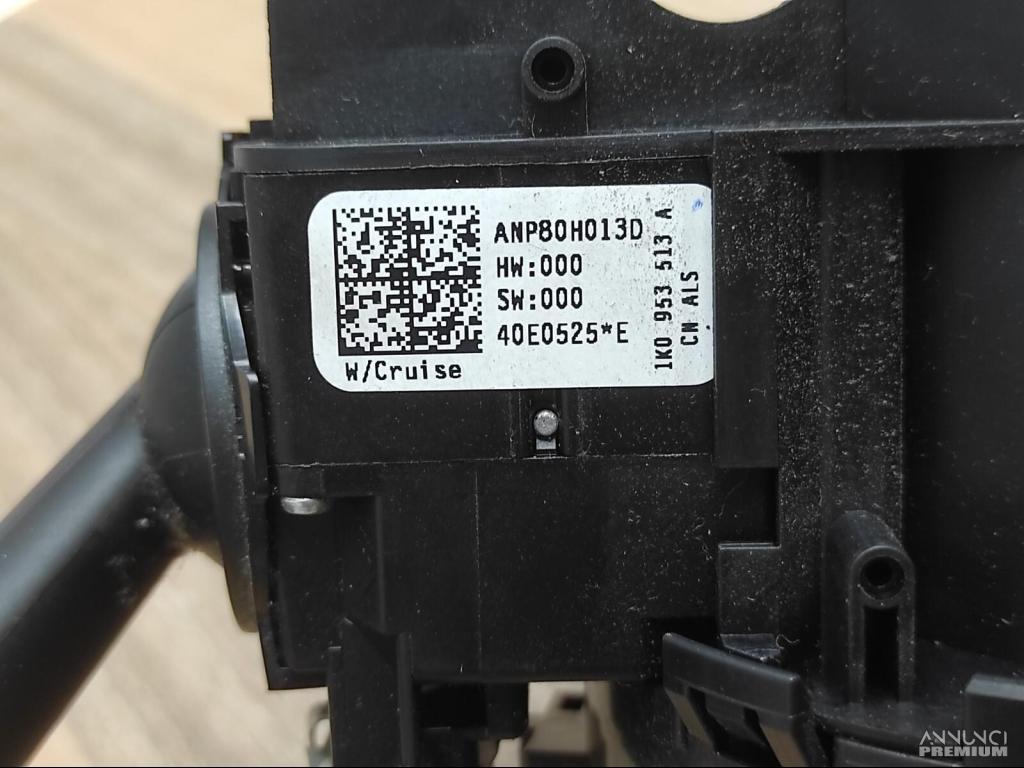 ANP80H013D
HW:000
SW:000
40E0525*E
W/Cruise
1K0 953 513 A
CN ALS
ANNUNCI
PREMIUM